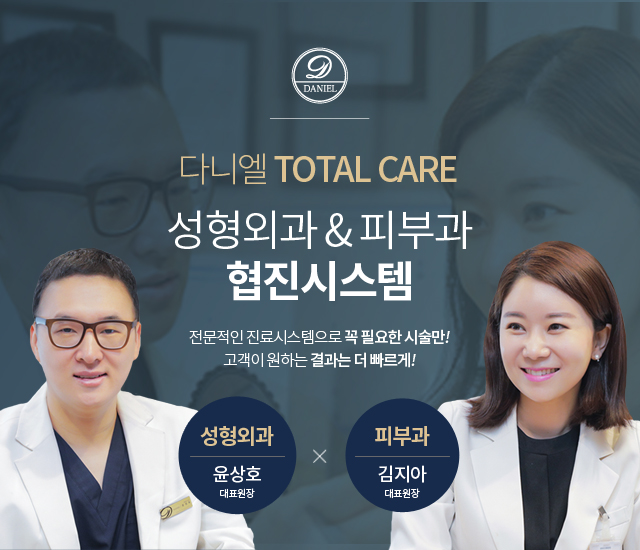 D
DANIEL
다니엘 TOTAL CARE
성형외과 & 피부과
협진시스템
전문적인 진료시스템으로 꼭 필요한 시술만!
고객이 원하는 결과는 더 빠르게!
성형외과
윤상호
대표원장
×
피부과
김지아
대표원장